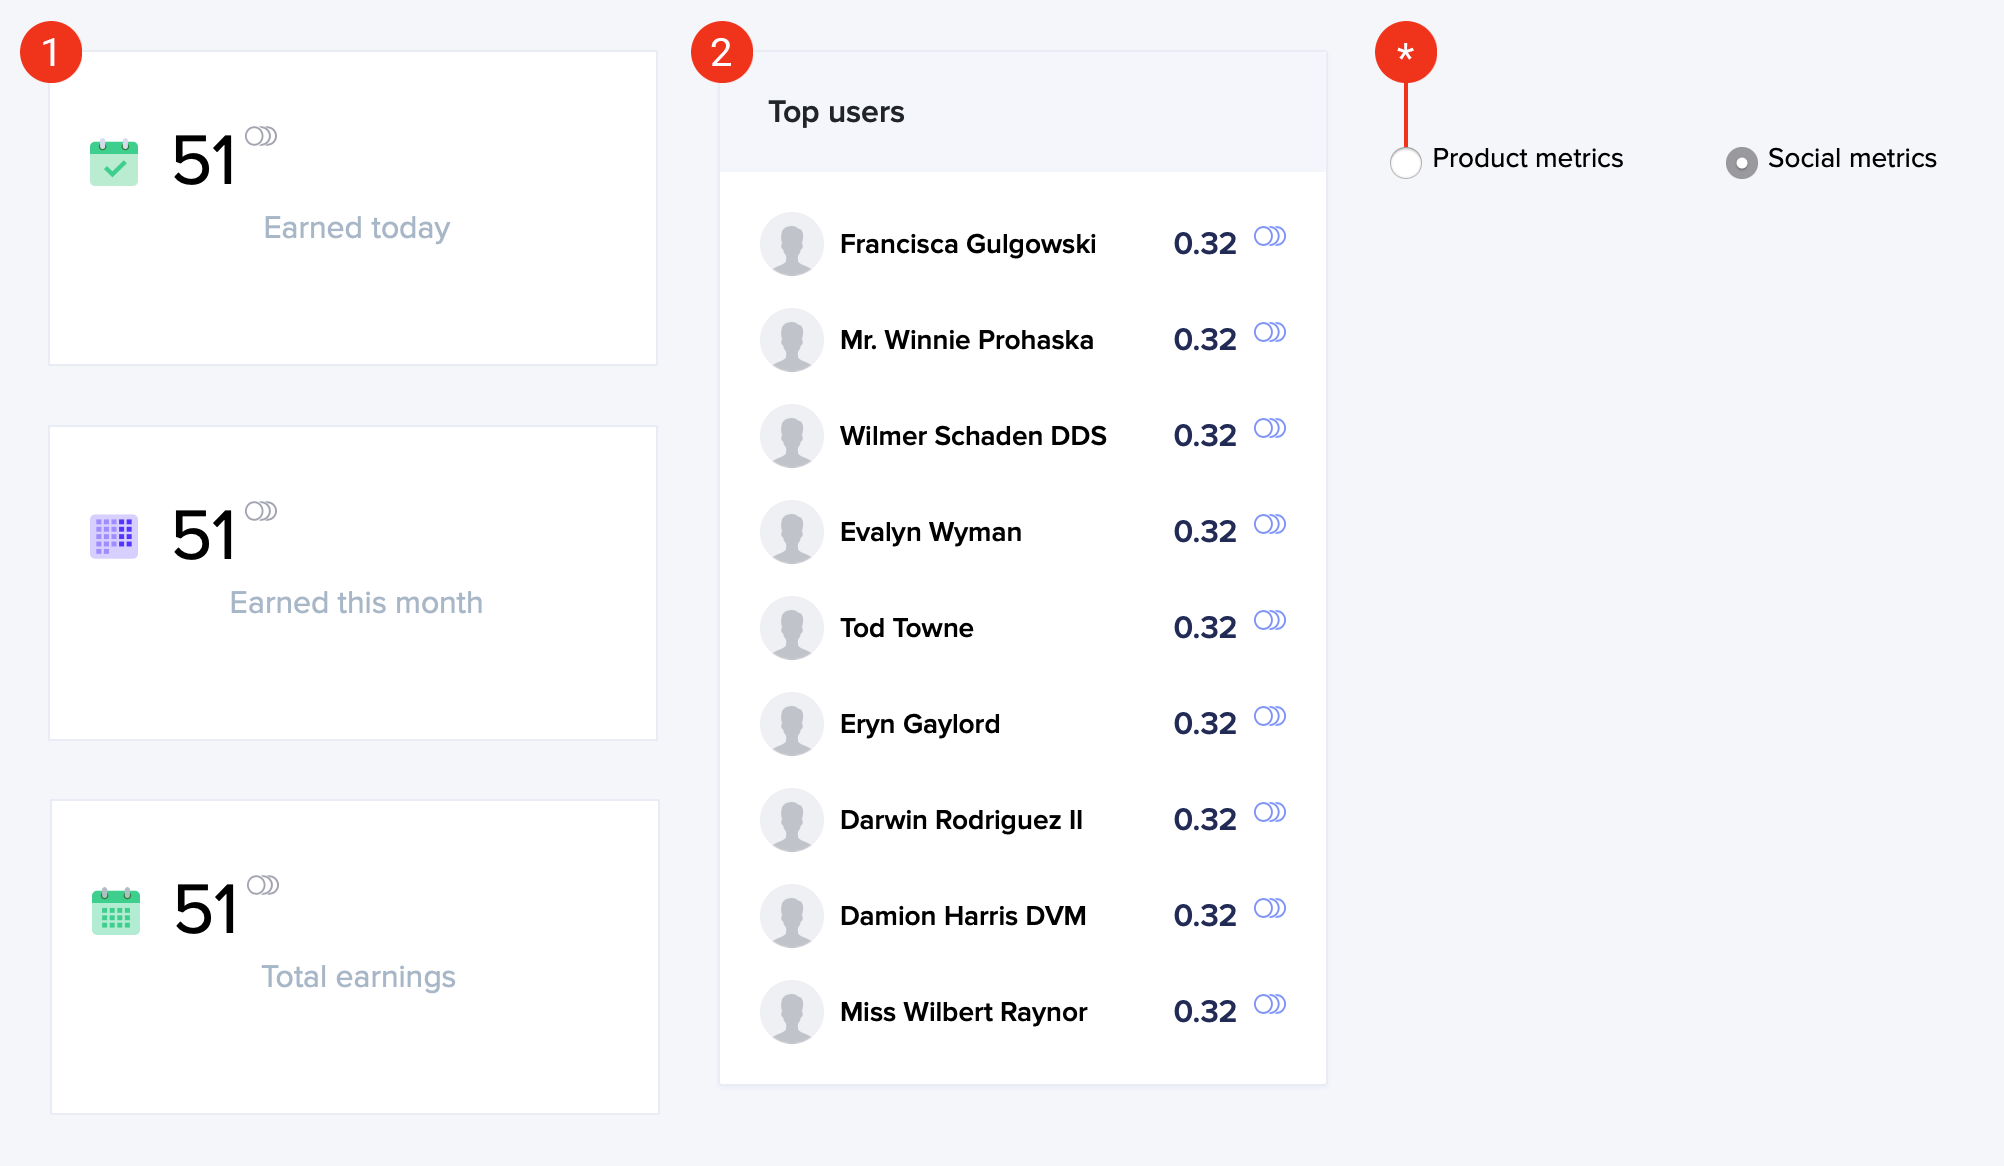 1
51
Earned today
51
Earned this month
51
Total earnings
2
Top users
Francisca Gulgowski 0.32
Mr. Winnie Prohaska 0.32
Wilmer Schaden DDS 0.32
Evalyn Wyman 0.32
Tod Towne 0.32
Eryn Gaylord 0.32
Darwin Rodriguez II 0.32
Damion Harris DVM 0.32
Miss Wilbert Raynor 0.32
*
Product metrics Social metrics